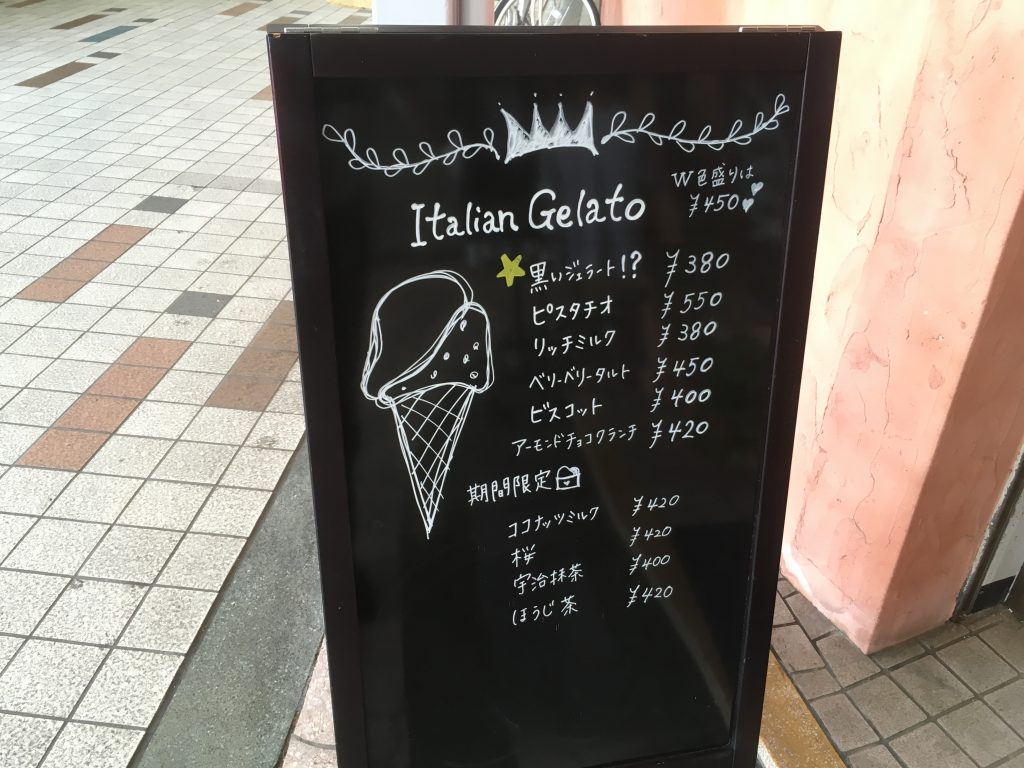 W色盛りは
¥450
Italian Gelato
黒いジェラート!? ¥380
ピスタチオ ¥550
リッチミルク ¥380
ベリーベリータルト ¥450
ビスコット ¥400
アーモンドチョコクランチ ¥420
期間限定
ココナッツミルク ¥420
桜 ¥420
宇治抹茶 ¥400
ほうじ茶 ¥420